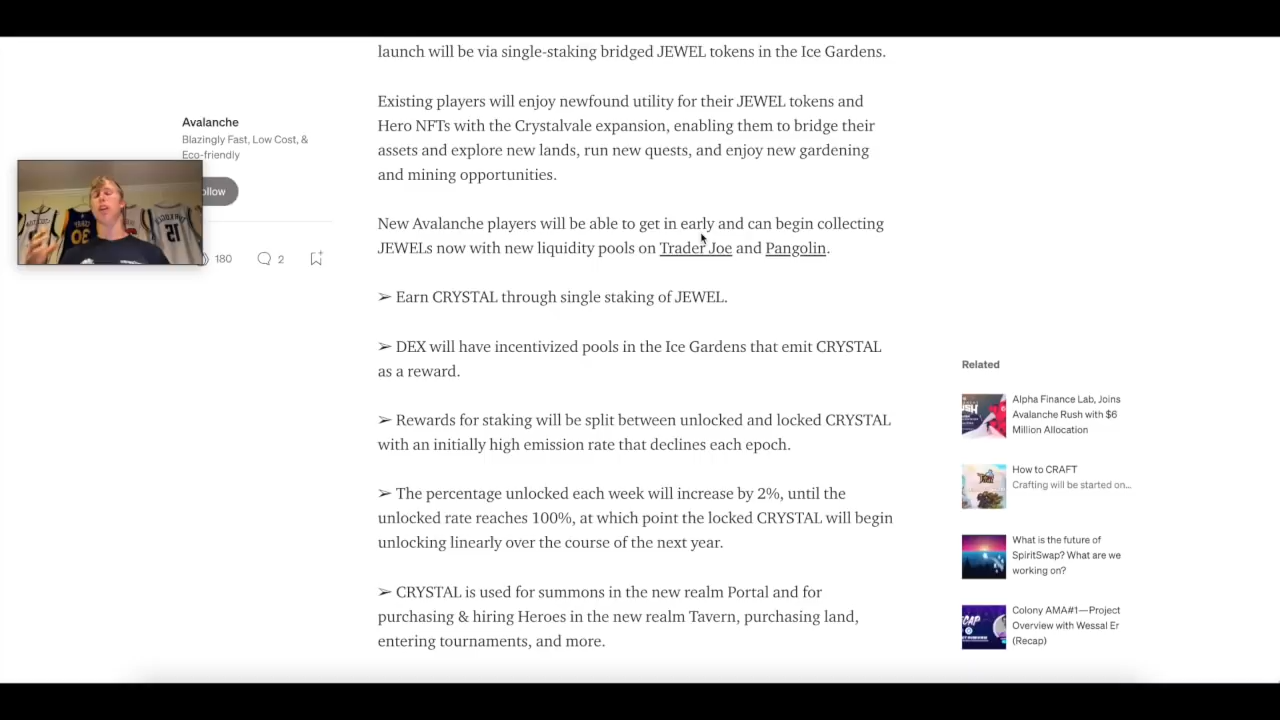 launch will be via single-staking bridged JEWEL tokens in the Ice Gardens.
Existing players will enjoy newfound utility for their JEWEL tokens and
Hero NFTs with the Crystalvale expansion, enabling them to bridge their
assets and explore new lands, run new quests, and enjoy new gardening
and mining opportunities.
New Avalanche players will be able to get in early and can begin collecting
JEWELs now with new liquidity pools on Trader Joe and Pangolin.
➢ Earn CRYSTAL through single staking of JEWEL.
➢ DEX will have incentivized pools in the Ice Gardens that emit CRYSTAL
as a reward.
➢ Rewards for staking will be split between unlocked and locked CRYSTAL
with an initially high emission rate that declines each epoch.
➢ The percentage unlocked each week will increase by 2%, until the
unlocked rate reaches 100%, at which point the locked CRYSTAL will begin
unlocking linearly over the course of the next year.
➢ CRYSTAL is used for summons in the new realm Portal and for
purchasing & hiring Heroes in the new realm Tavern, purchasing land,
entering tournaments, and more.
Avalanche
Blazingly Fast, Low Cost, &
Eco-friendly
ollow
180
2
30
15
Related
Alpha Finance Lab, Joins
Avalanche Rush with $6
Million Allocation
How to CRAFT
Crafting will be started on...
What is the future of
SpiritSwap? What are we
working on?
Colony AMA#1—Project
Overview with Wessal Er
(Recap)